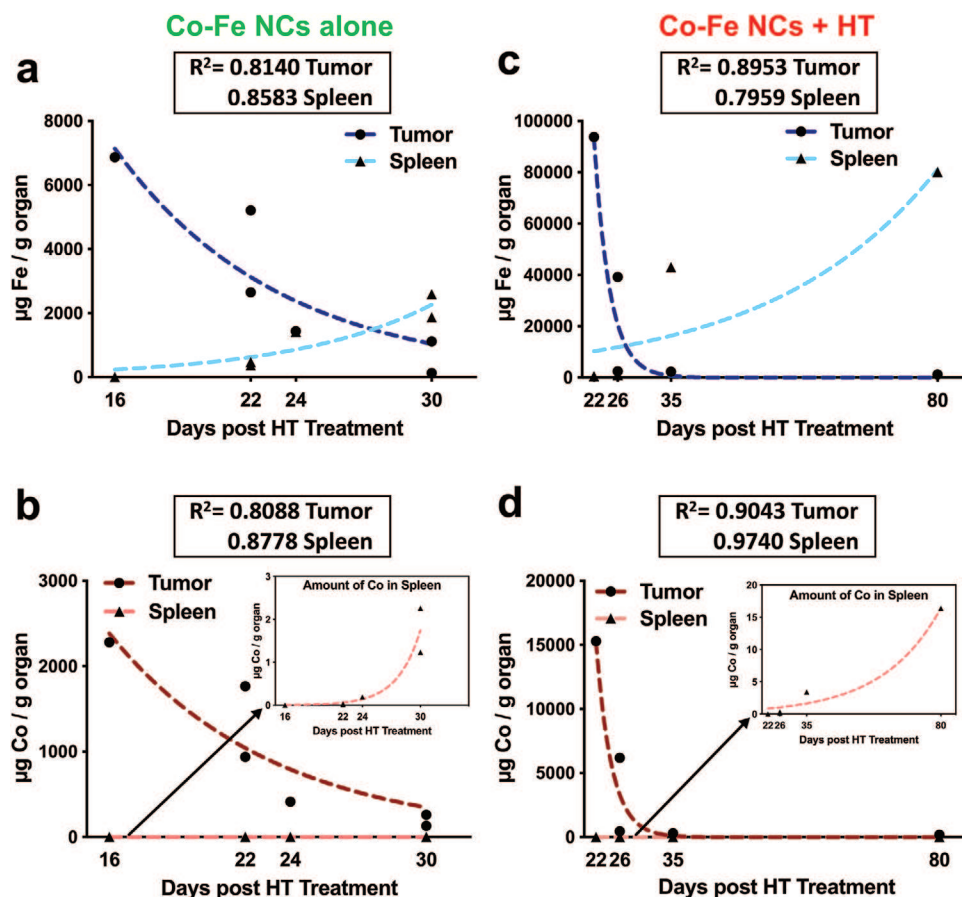 Co-Fe NCs alone
a
R²= 0.8140 Tumor
0.8583 Spleen
8000
6000
4000
2000
0
µg Fe / g organ
Tumor
Spleen
16 22 24 30
Days post HT Treatment
Co-Fe NCs + HT
c
R²= 0.8953 Tumor
0.7959 Spleen
100000
80000
60000
40000
20000
0
µg Fe / g organ
Tumor
Spleen
22 26 35 80
Days post HT Treatment
b
R²= 0.8088 Tumor
0.8778 Spleen
3000
2000
1000
0
µg Co / g organ
Tumor
Spleen
Amount of Co in Spleen
3
2
1
0
µg Co / g organ
16 22 24 30
Days post HT Treatment
16 22 24 30
Days post HT Treatment
d
R²= 0.9043 Tumor
0.9740 Spleen
20000
15000
10000
5000
0
µg Co / g organ
Tumor
Spleen
Amount of Co in Spleen
20
15
10
5
0
µg Co / g organ
22 26 35 80
Days post HT Treatment
22 26 35 80
Days post HT Treatment